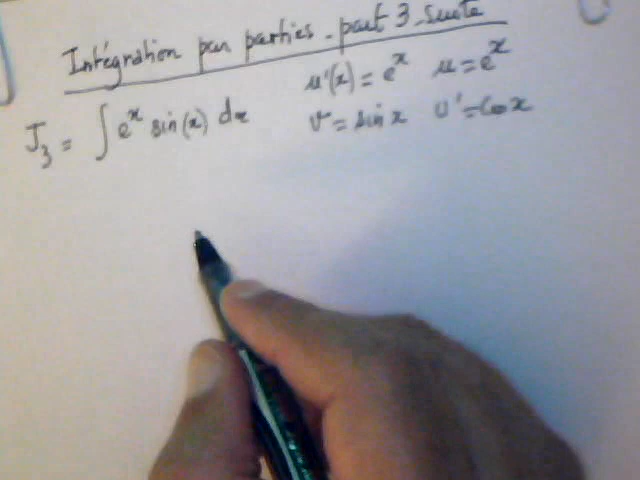 Intégration par parties - part 3 - suite
u'(x) = e^x u = e^x
J_3 = ∫ e^x sin(x) dx v = sin x v' = cos x